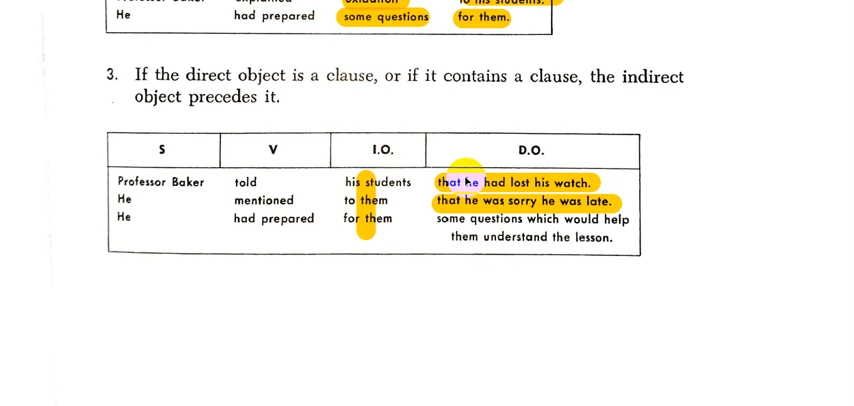 He had prepared some questions for them.
3. If the direct object is a clause, or if it contains a clause, the indirect
object precedes it.
S V I.O. D.O.
Professor Baker told his students that he had lost his watch.
He mentioned to them that he was sorry he was late.
He had prepared for them some questions which would help
them understand the lesson.